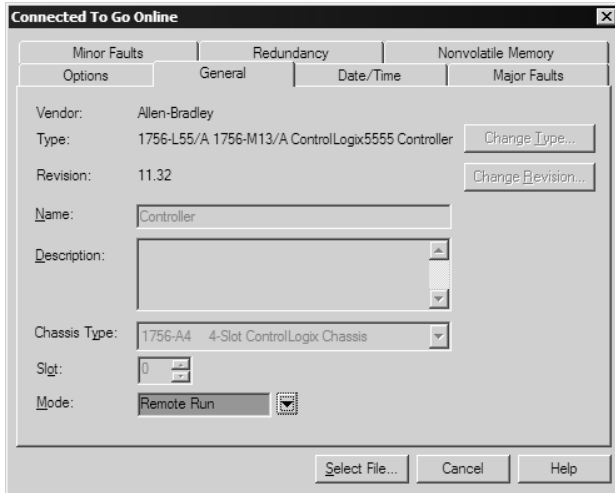 Connected To Go Online
Minor Faults Redundancy Nonvolatile Memory
Options General Date/Time Major Faults
Vendor: Allen-Bradley
Type: 1756-L55/A 1756-M13/A ControlLogix5555 Controller Change Type...
Revision: 11.32 Change Revision...
Name: Controller
Description:
Chassis Type: 1756-A4 4-Slot ControlLogix Chassis
Slot: 0
Mode: Remote Run
Select File... Cancel Help